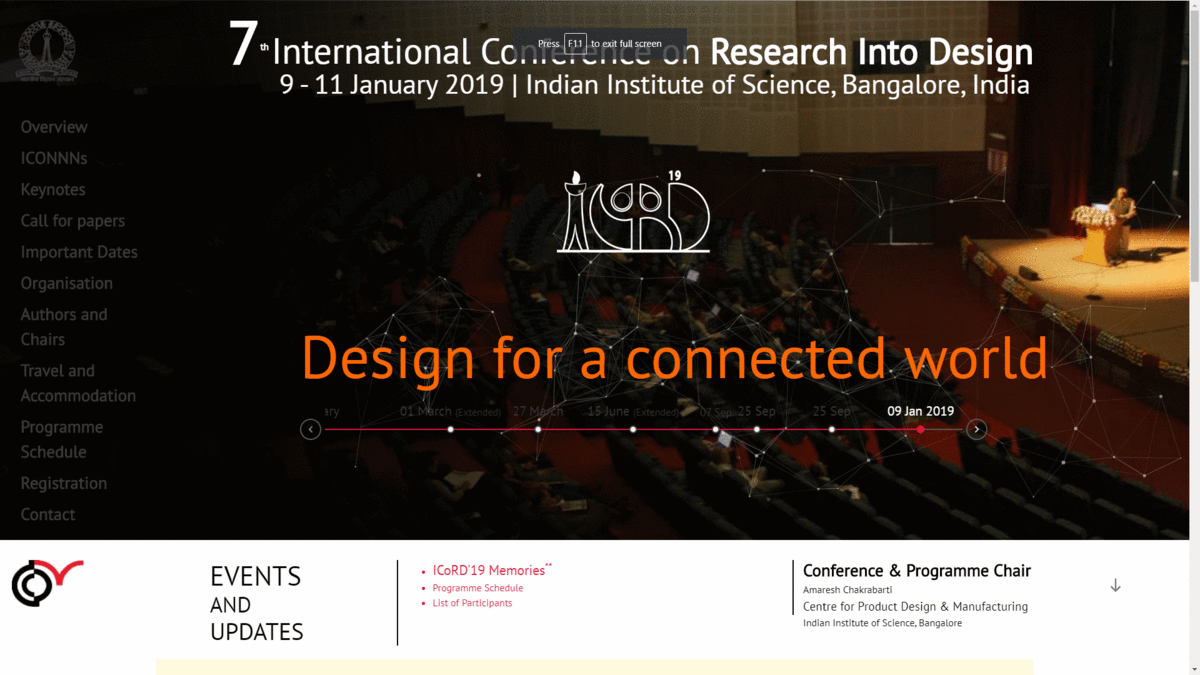 7th International Conference on Research Into Design
Press F11 to exit full screen
9 - 11 January 2019 | Indian Institute of Science, Bangalore, India
Overview
ICONNNs
Keynotes
Call for papers
Important Dates
Organisation
Authors and
Chairs
Travel and
Accommodation
Programme
Schedule
Registration
Contact
19
ICoRD
Design for a connected world
ary
01 March (Extended)
27 March
15 June (Extended)
07 Sep
25 Sep
25 Sep
09 Jan 2019
EVENTS
AND
UPDATES
ICoRD'19 Memories**
Programme Schedule
List of Participants
Conference & Programme Chair
Amaresh Chakrabarti
Centre for Product Design & Manufacturing
Indian Institute of Science, Bangalore